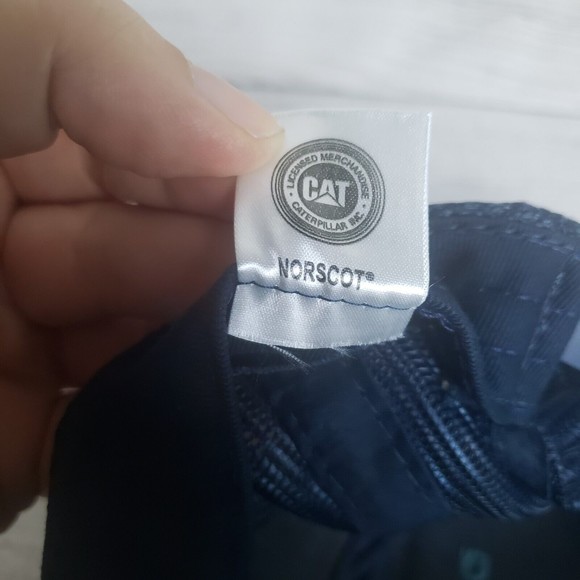 LICENSED MERCHANDISE
CAT
CATERPILLAR INC.
NORSCOT®